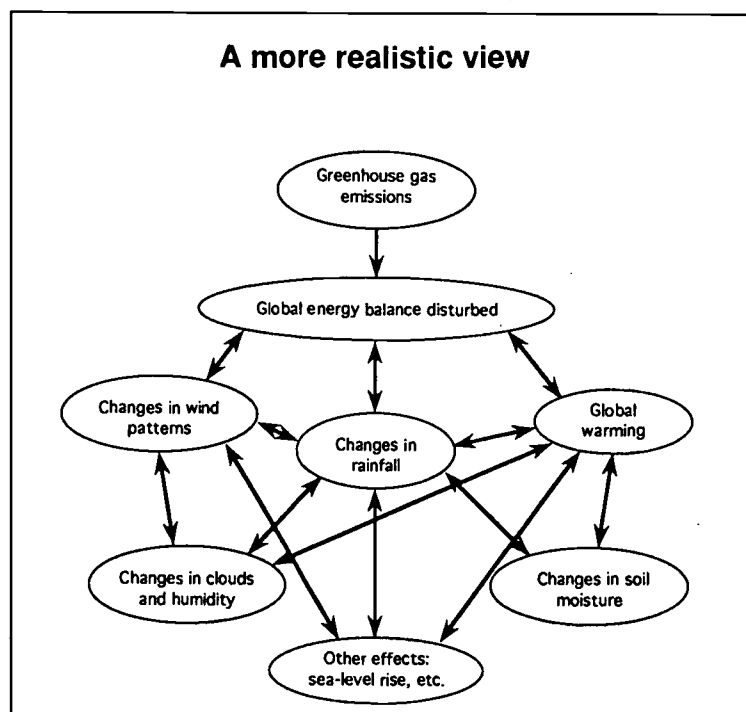 A more realistic view
Greenhouse gas
emissions
Global energy balance disturbed
Changes in wind
patterns
Global
warming
Changes in
rainfall
Changes in clouds
and humidity
Changes in soil
moisture
Other effects:
sea-level rise, etc.